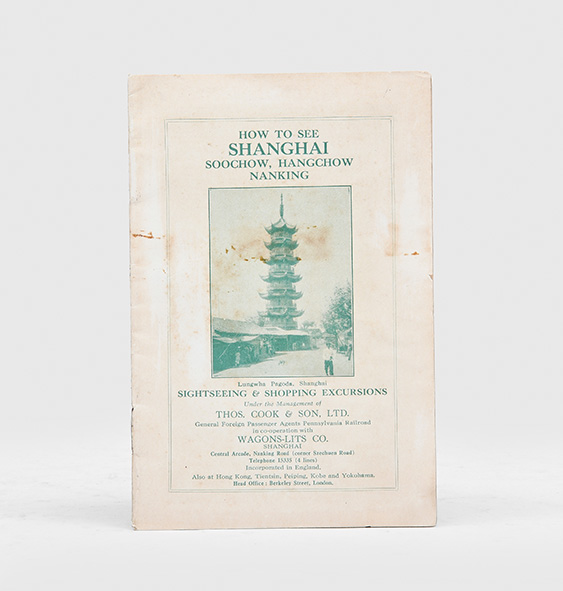 HOW TO SEE
SHANGHAI
SOOCHOW, HANGCHOW
NANKING
Lungwha Pagoda, Shanghai
SIGHTSEEING & SHOPPING EXCURSIONS
Under the Management of
THOS. COOK & SON, LTD.
General Foreign Passenger Agents Pennsylvania Railroad
in co-operation with
WAGONS-LITS CO.
SHANGHAI
Central Arcade, Nanking Road (corner Szechuen Road)
Telephone 15535 (4 lines)
Incorporated in England.
Also at Hong Kong, Tientsin, Peiping, Kobe and Yokohama.
Head Office: Berkeley Street, London.